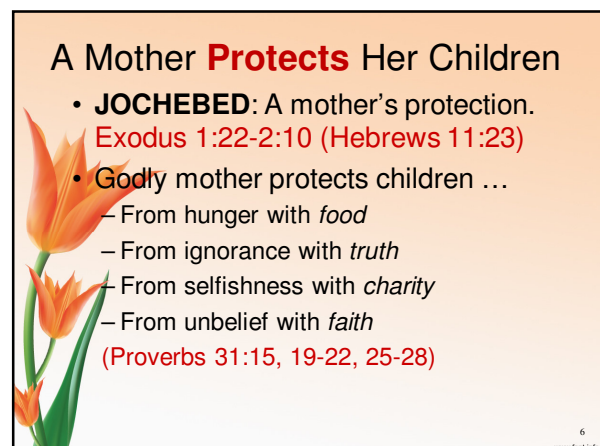 A Mother Protects Her Children
• JOCHEBED: A mother's protection.
Exodus 1:22-2:10 (Hebrews 11:23)
• Godly mother protects children …
– From hunger with food
– From ignorance with truth
– From selfishness with charity
– From unbelief with faith
(Proverbs 31:15, 19-22, 25-28)
6